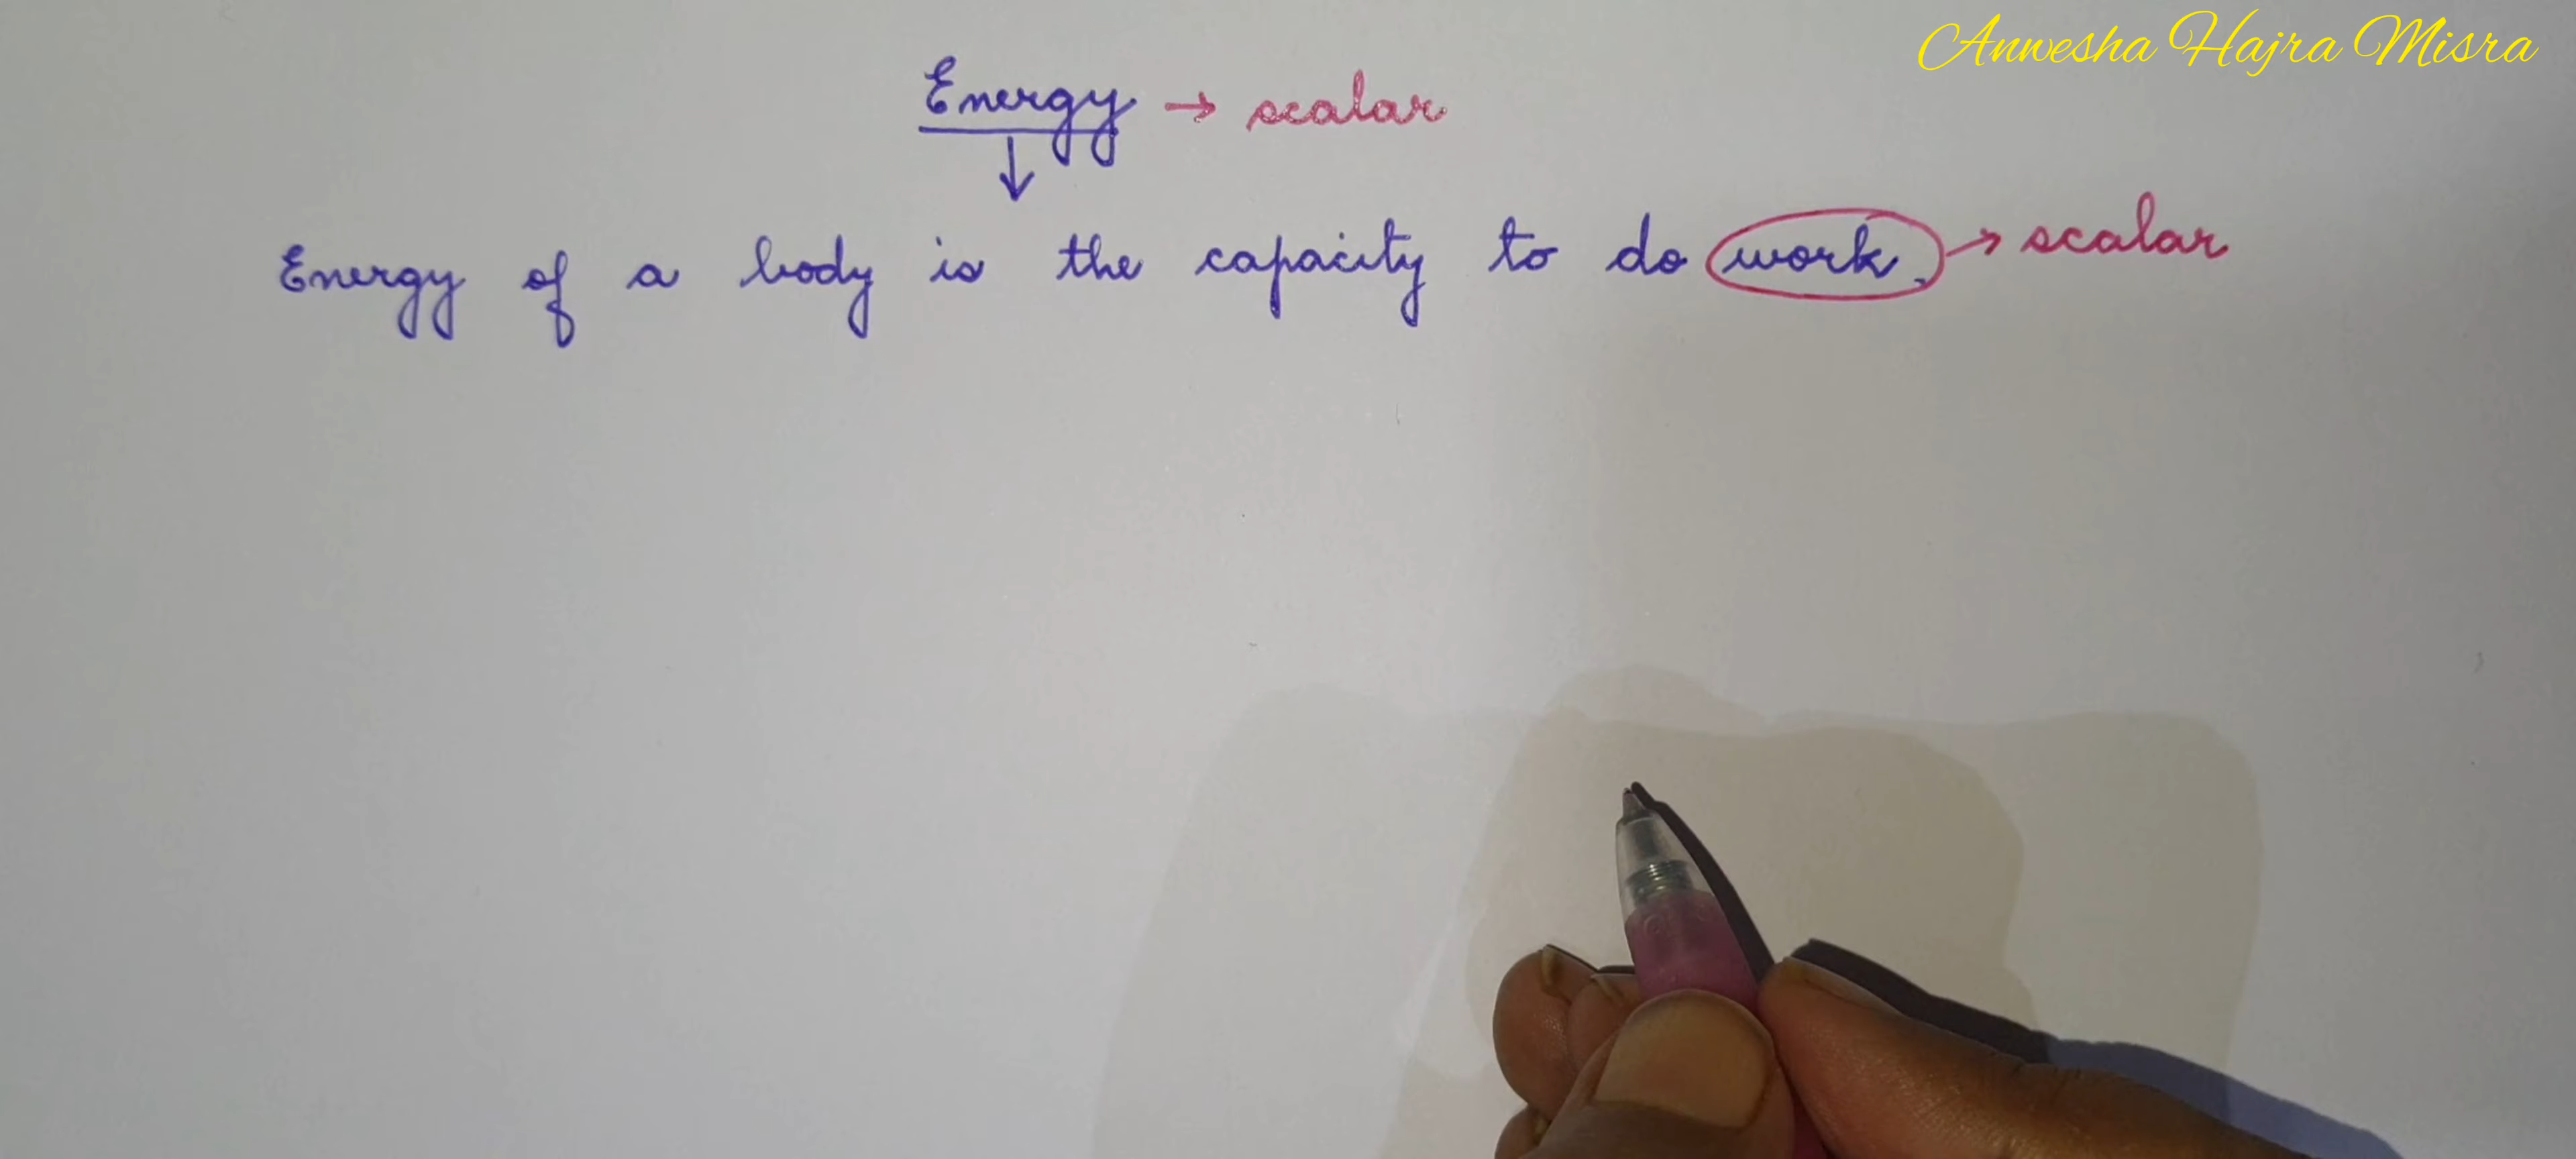 Anwesha Hajra Misra
Energy → scalar
↓
Energy of a body is the capacity to do work. → scalar